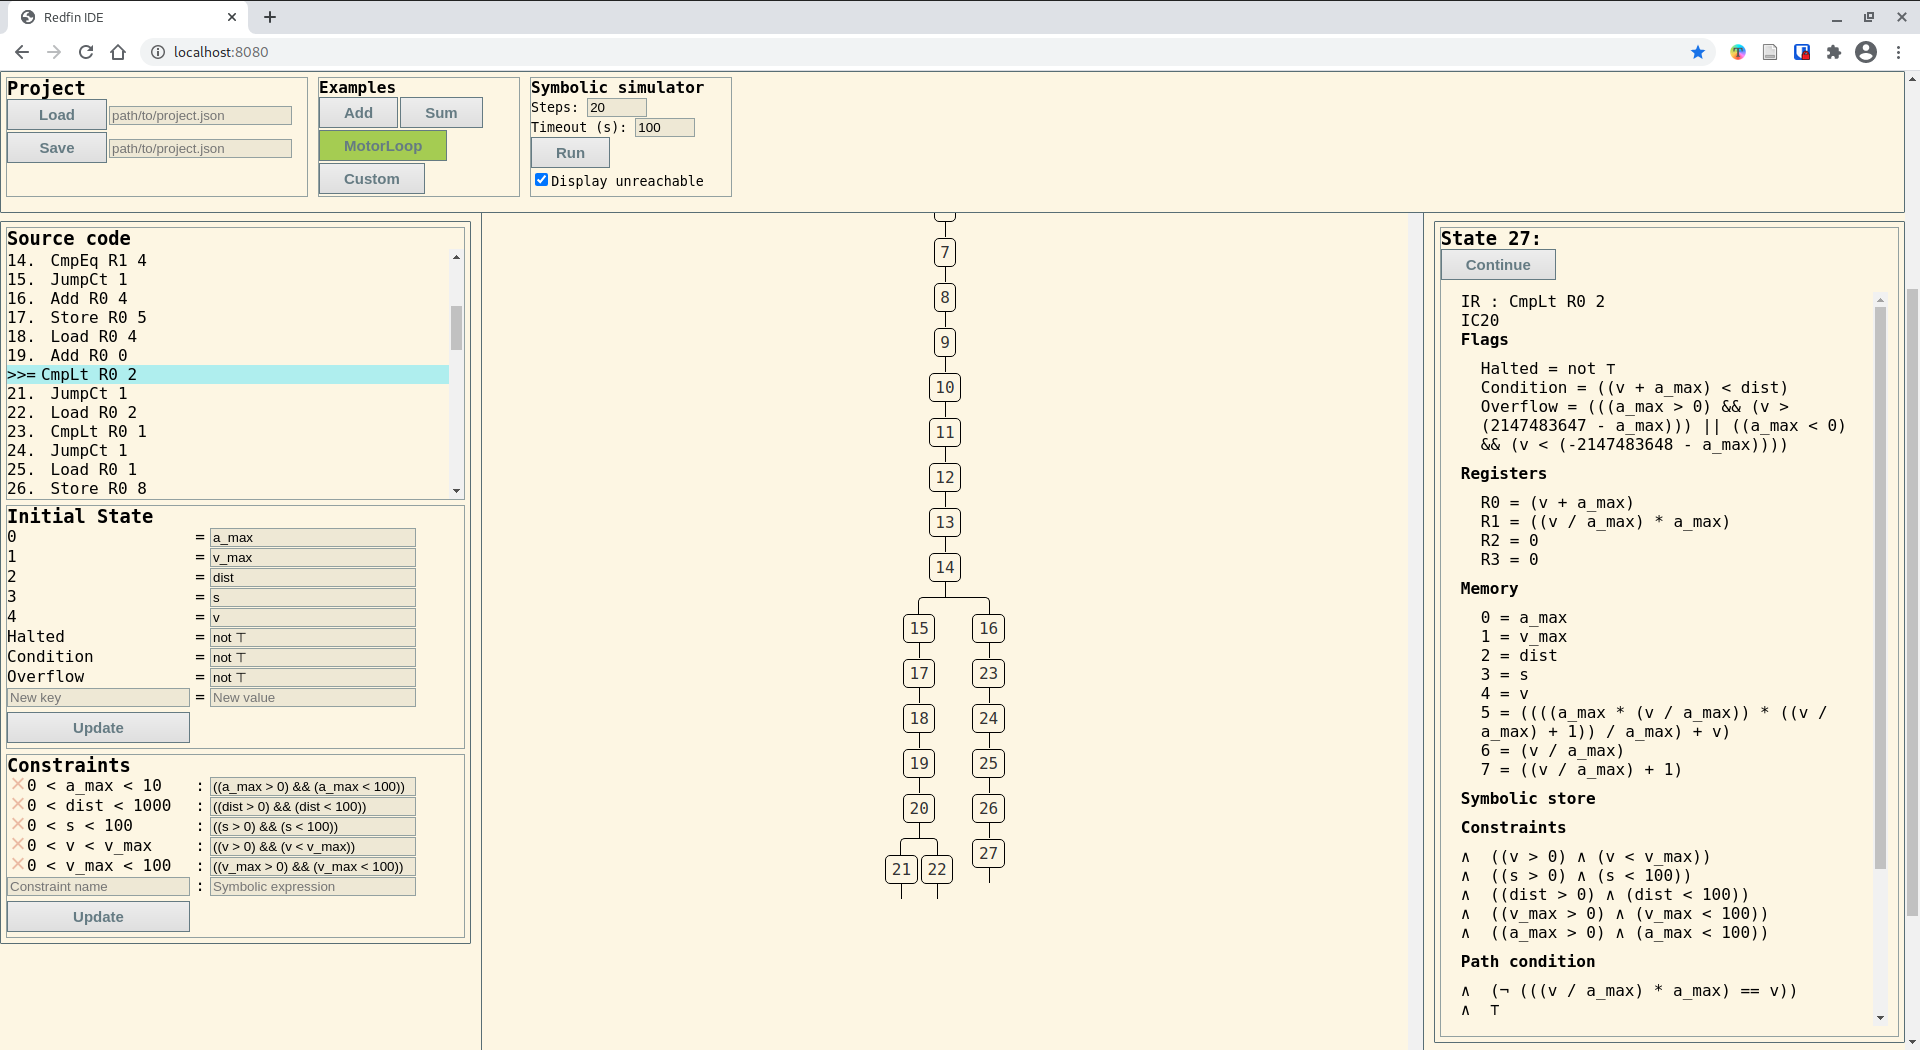 Redfin IDE
localhost:8080
Project
Load path/to/project.json
Save path/to/project.json
Examples
Add Sum
MotorLoop
Custom
Symbolic simulator
Steps: 20
Timeout (s): 100
Run
Display unreachable
Source code
14. CmpEq R1 4
15. JumpCt 1
16. Add R0 4
17. Store R0 5
18. Load R0 4
19. Add R0 0
>>= CmpLt R0 2
21. JumpCt 1
22. Load R0 2
23. CmpLt R0 1
24. JumpCt 1
25. Load R0 1
26. Store R0 8
Initial State
0 = a_max
1 = v_max
2 = dist
3 = s
4 = v
Halted = not ⊤
Condition = not ⊤
Overflow = not ⊤
New key = New value
Update
Constraints
✕ 0 < a_max < 10 : ((a_max > 0) && (a_max < 100))
✕ 0 < dist < 1000 : ((dist > 0) && (dist < 100))
✕ 0 < s < 100 : ((s > 0) && (s < 100))
✕ 0 < v < v_max : ((v > 0) && (v < v_max))
✕ 0 < v_max < 100 : ((v_max > 0) && (v_max < 100))
Constraint name : Symbolic expression
Update
7
8
9
10
11
12
13
14
15 16
17 23
18 24
19 25
20 26
21 22 27
State 27:
Continue
IR : CmpLt R0 2
IC20
Flags
Halted = not ⊤
Condition = ((v + a_max) < dist)
Overflow = (((a_max > 0) && (v >
(2147483647 - a_max))) || ((a_max < 0)
&& (v < (-2147483648 - a_max))))
Registers
R0 = (v + a_max)
R1 = ((v / a_max) * a_max)
R2 = 0
R3 = 0
Memory
0 = a_max
1 = v_max
2 = dist
3 = s
4 = v
5 = ((((a_max * (v / a_max)) * ((v /
a_max) + 1)) / a_max) + v)
6 = (v / a_max)
7 = ((v / a_max) + 1)
Symbolic store
Constraints
∧ ((v > 0) ∧ (v < v_max))
∧ ((s > 0) ∧ (s < 100))
∧ ((dist > 0) ∧ (dist < 100))
∧ ((v_max > 0) ∧ (v_max < 100))
∧ ((a_max > 0) ∧ (a_max < 100))
Path condition
∧ (¬ (((v / a_max) * a_max) == v))
∧ ⊤